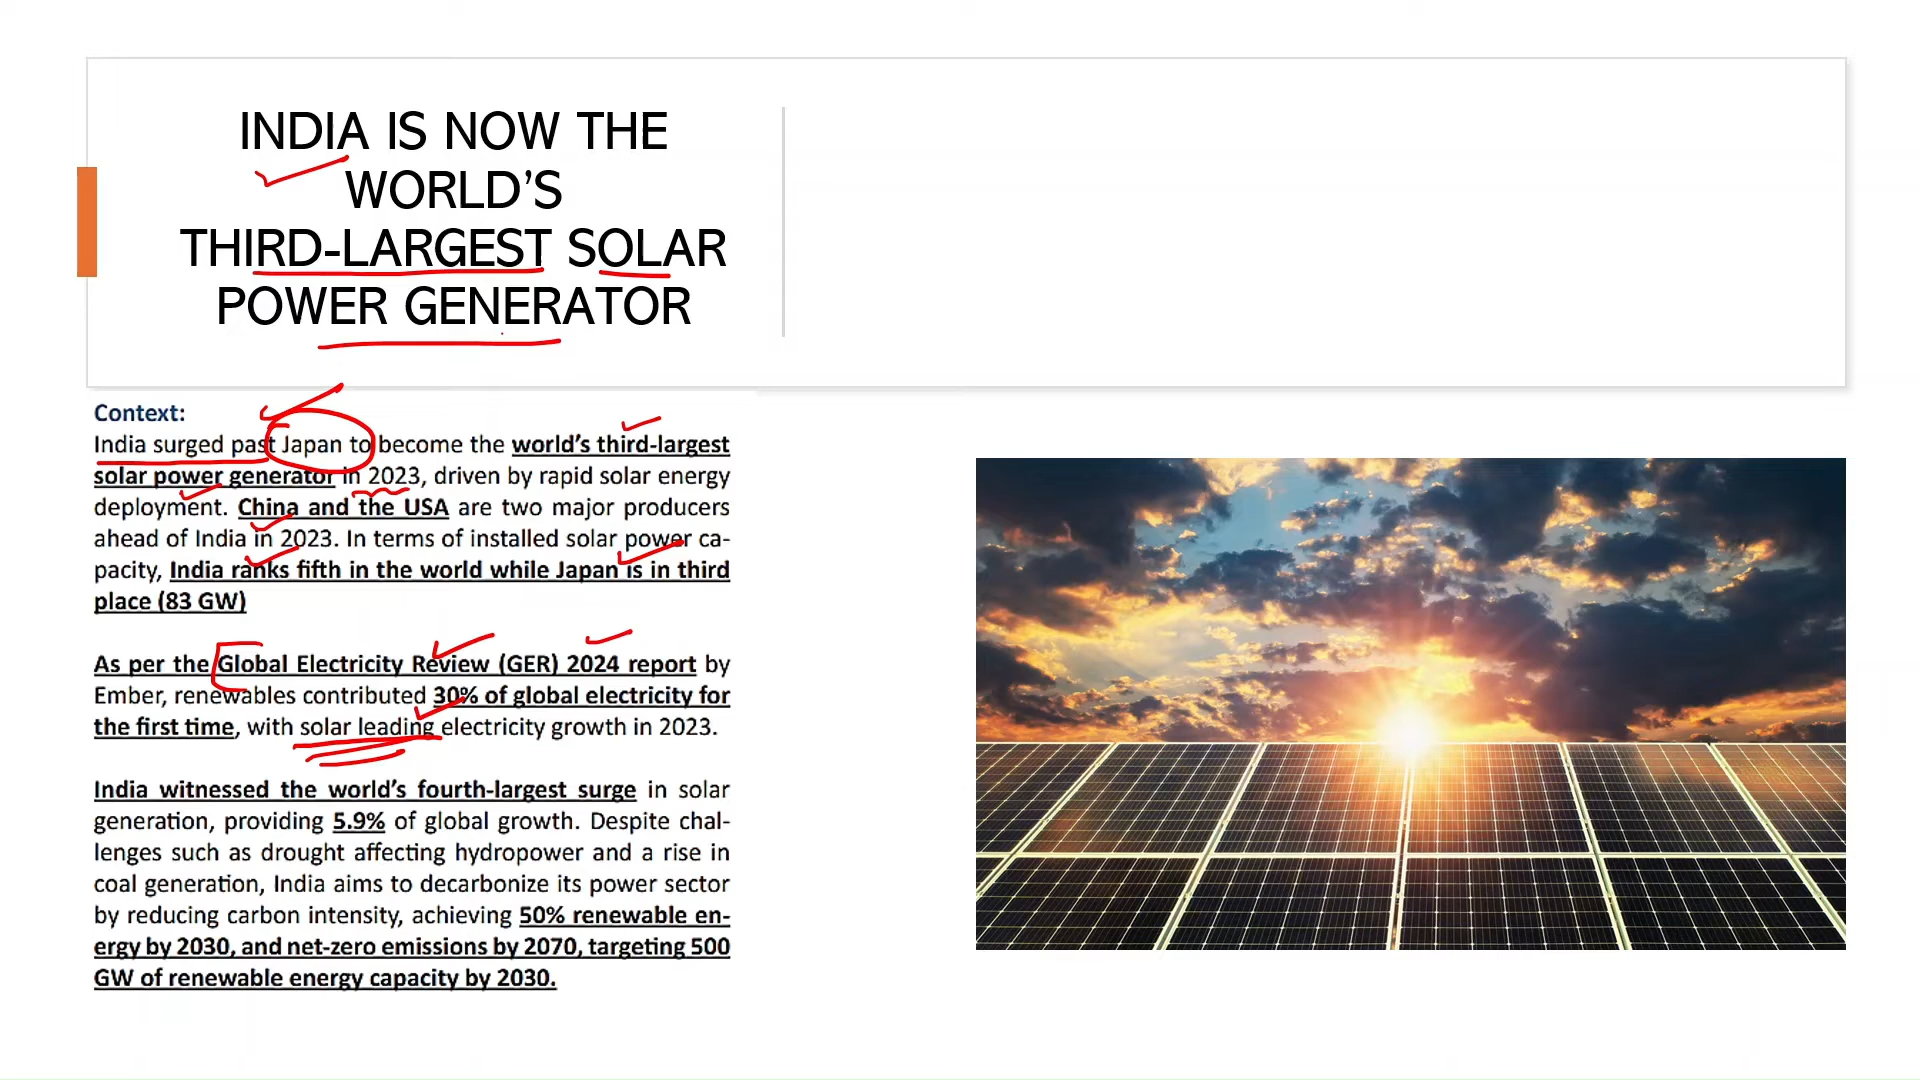 INDIA IS NOW THE
WORLD’S
THIRD-LARGEST SOLAR
POWER GENERATOR
Context:
India surged past Japan to become the world’s third-largest
solar power generator in 2023, driven by rapid solar energy
deployment. China and the USA are two major producers
ahead of India in 2023. In terms of installed solar power ca-
pacity, India ranks fifth in the world while Japan is in third
place (83 GW)
As per the Global Electricity Review (GER) 2024 report by
Ember, renewables contributed 30% of global electricity for
the first time, with solar leading electricity growth in 2023.
India witnessed the world’s fourth-largest surge in solar
generation, providing 5.9% of global growth. Despite chal-
lenges such as drought affecting hydropower and a rise in
coal generation, India aims to decarbonize its power sector
by reducing carbon intensity, achieving 50% renewable en-
ergy by 2030, and net-zero emissions by 2070, targeting 500
GW of renewable energy capacity by 2030.